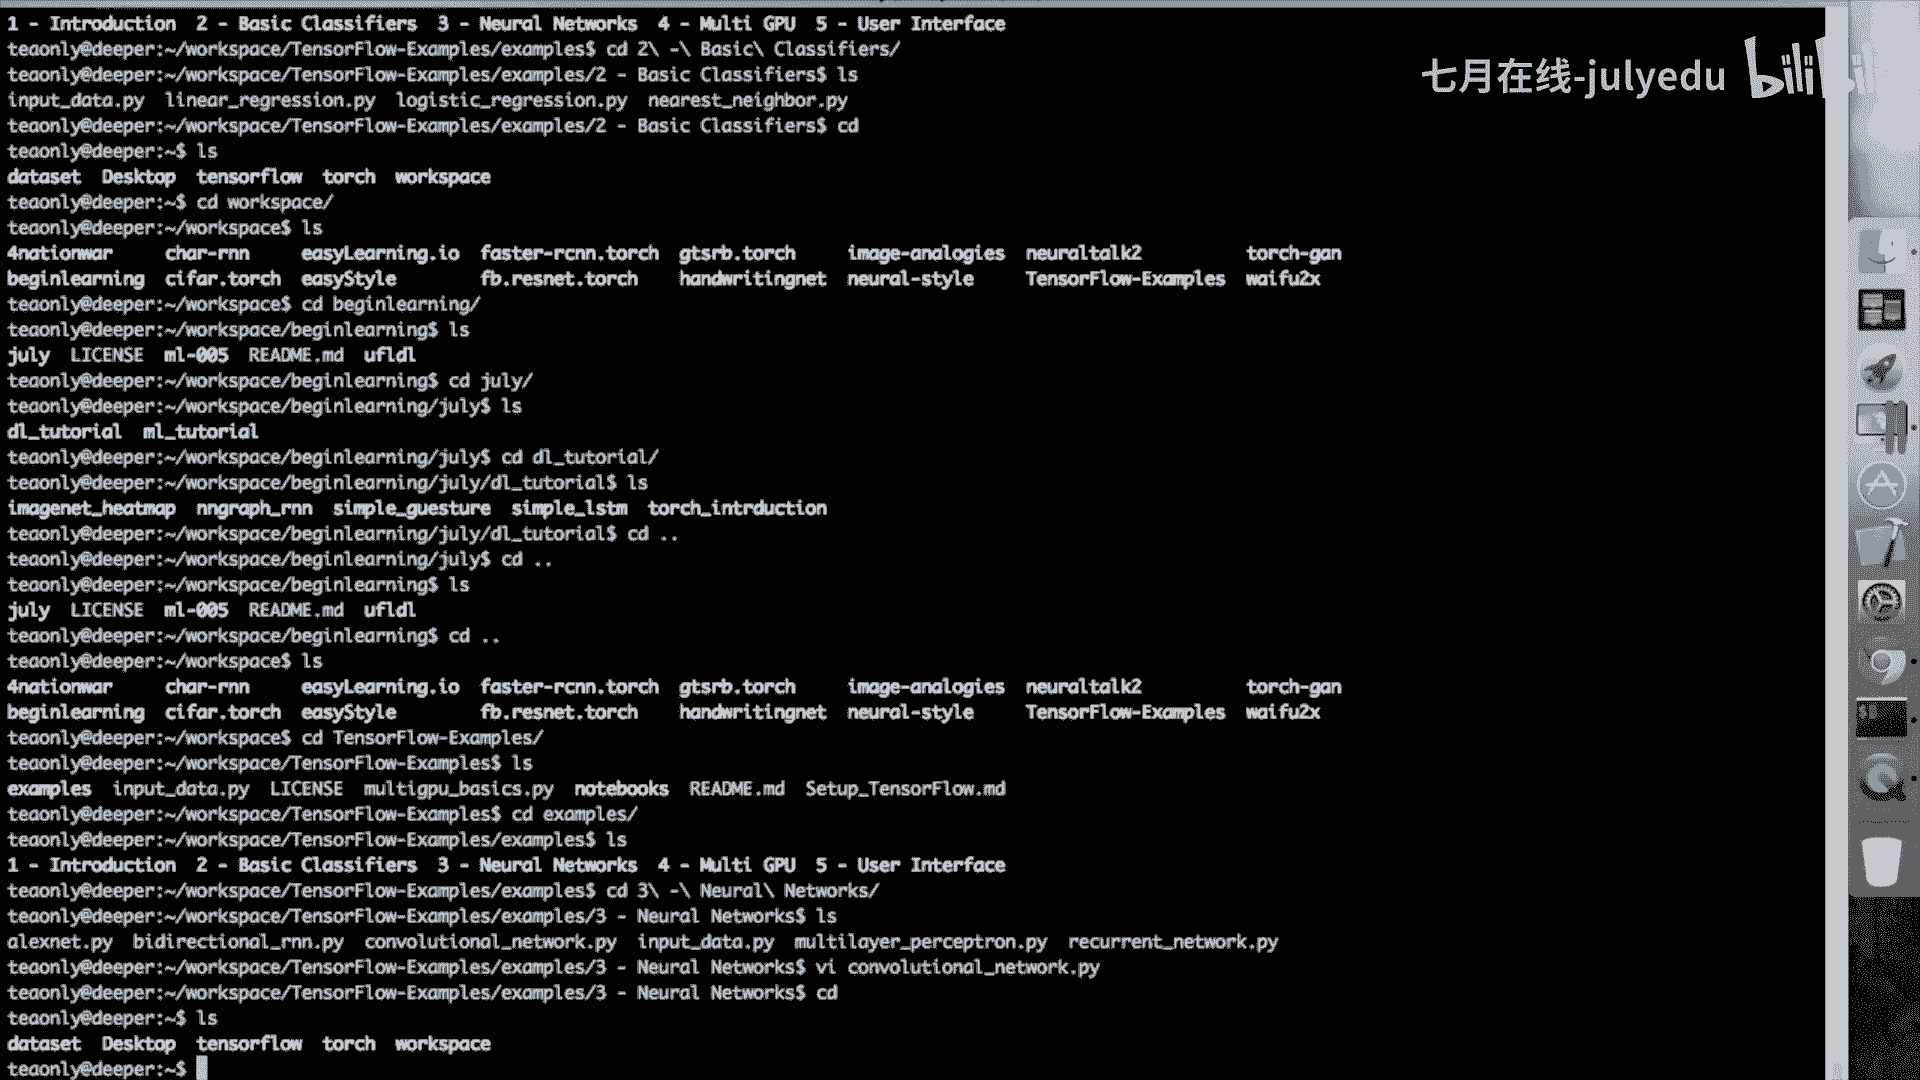 1 - Introduction  2 - Basic Classifiers  3 - Neural Networks  4 - Multi GPU  5 - User Interface
teaonly@deeper:~/workspace/TensorFlow-Examples/examples$ cd 2\ -\ Basic\ Classifiers/
teaonly@deeper:~/workspace/TensorFlow-Examples/examples/2 - Basic Classifiers$ ls
input_data.py  linear_regression.py  logistic_regression.py  nearest_neighbor.py
teaonly@deeper:~/workspace/TensorFlow-Examples/examples/2 - Basic Classifiers$ cd
teaonly@deeper:~$ ls
dataset  Desktop  tensorflow  torch  workspace
teaonly@deeper:~$ cd workspace/
teaonly@deeper:~/workspace$ ls
4nationwar     char-rnn     easyLearning.io  faster-rcnn.torch  gtsrb.torch     image-analogies  neuraltalk2          torch-gan
beginlearning  cifar.torch  easyStyle        fb.resnet.torch    handwritingnet  neural-style     TensorFlow-Examples  waifu2x
teaonly@deeper:~/workspace$ cd beginlearning/
teaonly@deeper:~/workspace/beginlearning$ ls
july  LICENSE  ml-005  README.md  ufldl
teaonly@deeper:~/workspace/beginlearning$ cd july/
teaonly@deeper:~/workspace/beginlearning/july$ ls
dl_tutorial  ml_tutorial
teaonly@deeper:~/workspace/beginlearning/july$ cd dl_tutorial/
teaonly@deeper:~/workspace/beginlearning/july/dl_tutorial$ ls
imagenet_heatmap  nngraph_rnn  simple_guesture  simple_lstm  torch_intrduction
teaonly@deeper:~/workspace/beginlearning/july/dl_tutorial$ cd ..
teaonly@deeper:~/workspace/beginlearning/july$ cd ..
teaonly@deeper:~/workspace/beginlearning$ ls
july  LICENSE  ml-005  README.md  ufldl
teaonly@deeper:~/workspace/beginlearning$ cd ..
teaonly@deeper:~/workspace$ ls
4nationwar     char-rnn     easyLearning.io  faster-rcnn.torch  gtsrb.torch     image-analogies  neuraltalk2          torch-gan
beginlearning  cifar.torch  easyStyle        fb.resnet.torch    handwritingnet  neural-style     TensorFlow-Examples  waifu2x
teaonly@deeper:~/workspace$ cd TensorFlow-Examples/
teaonly@deeper:~/workspace/TensorFlow-Examples$ ls
examples  input_data.py  LICENSE  multigpu_basics.py  notebooks  README.md  Setup_TensorFlow.md
teaonly@deeper:~/workspace/TensorFlow-Examples$ cd examples/
teaonly@deeper:~/workspace/TensorFlow-Examples/examples$ ls
1 - Introduction  2 - Basic Classifiers  3 - Neural Networks  4 - Multi GPU  5 - User Interface
teaonly@deeper:~/workspace/TensorFlow-Examples/examples$ cd 3\ -\ Neural\ Networks/
teaonly@deeper:~/workspace/TensorFlow-Examples/examples/3 - Neural Networks$ ls
alexnet.py  bidirectional_rnn.py  convolutional_network.py  input_data.py  multilayer_perceptron.py  recurrent_network.py
teaonly@deeper:~/workspace/TensorFlow-Examples/examples/3 - Neural Networks$ vi convolutional_network.py
teaonly@deeper:~/workspace/TensorFlow-Examples/examples/3 - Neural Networks$ cd
teaonly@deeper:~$ ls
dataset  Desktop  tensorflow  torch  workspace
teaonly@deeper:~$
七月在线-julyedu bilibili